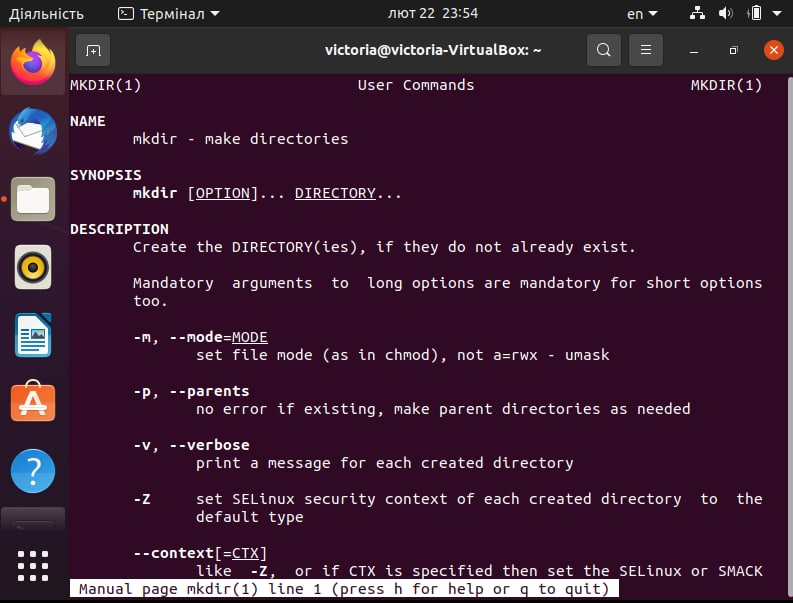 Діяльність Термінал лют 22 23:54 en
victoria@victoria-VirtualBox: ~
MKDIR(1) User Commands MKDIR(1)
NAME
mkdir - make directories
SYNOPSIS
mkdir [OPTION]... DIRECTORY...
DESCRIPTION
Create the DIRECTORY(ies), if they do not already exist.
Mandatory arguments to long options are mandatory for short options
too.
-m, --mode=MODE
set file mode (as in chmod), not a=rwx - umask
-p, --parents
no error if existing, make parent directories as needed
-v, --verbose
print a message for each created directory
-Z set SELinux security context of each created directory to the
default type
--context[=CTX]
like -Z, or if CTX is specified then set the SELinux or SMACK
Manual page mkdir(1) line 1 (press h for help or q to quit)